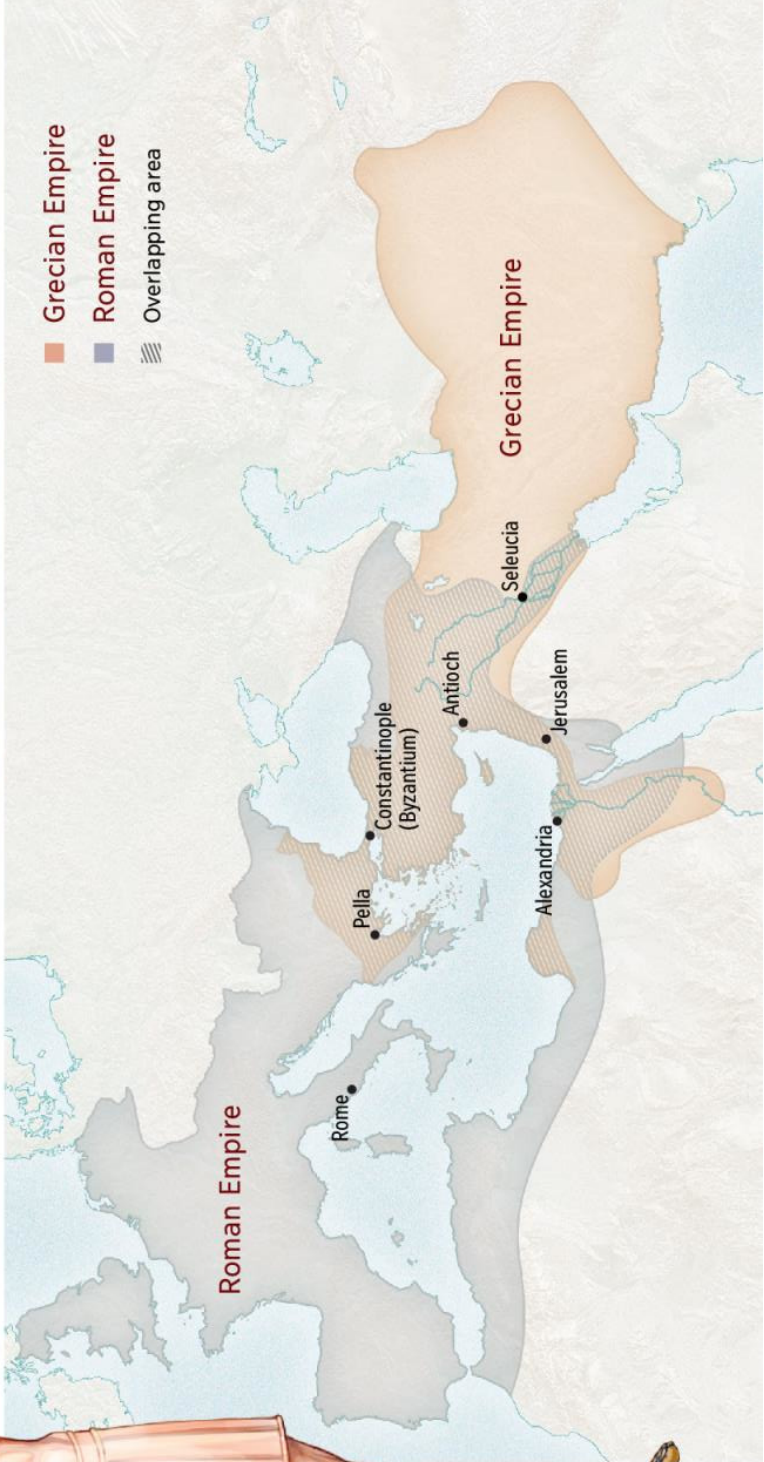 Grecian Empire
Roman Empire
Overlapping area
Roman Empire
Grecian Empire
Rome
Pella
Constantinople
(Byzantium)
Antioch
Seleucia
Alexandria
Jerusalem